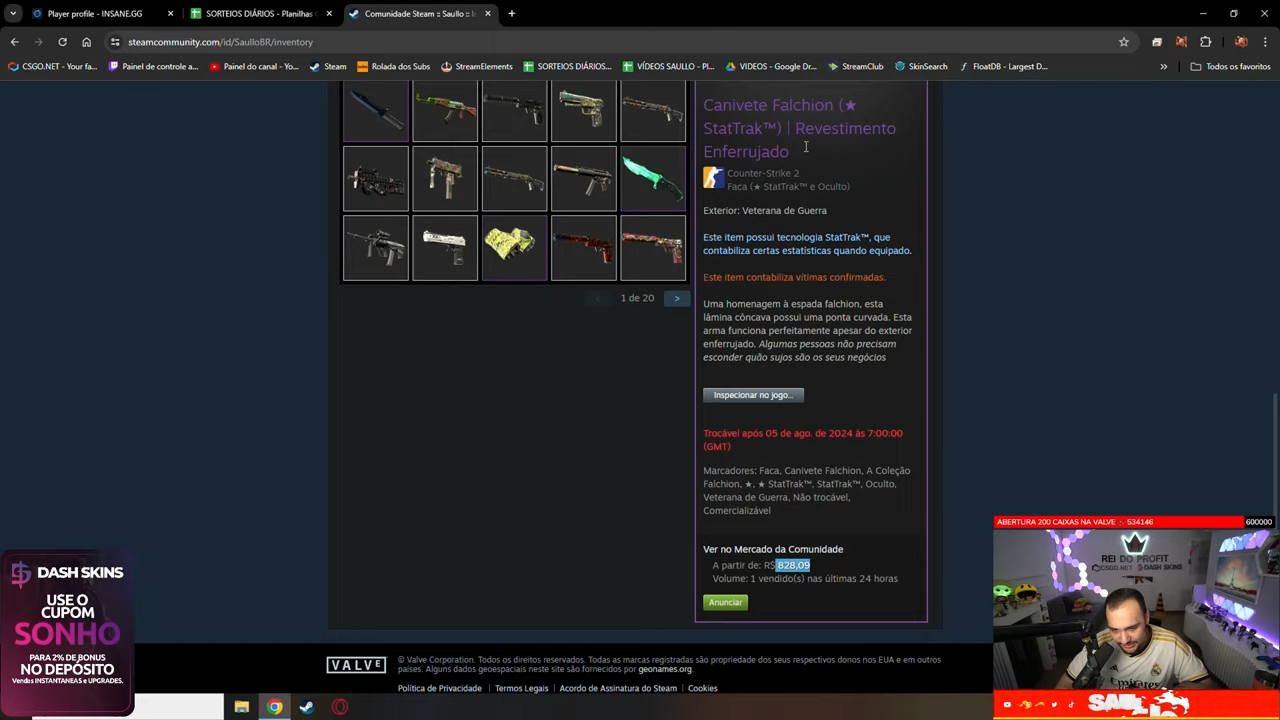 Player profile - INSANE.GG
SORTEIOS DIÁRIOS - Planilhas
Comunidade Steam :: Saullo ::
steamcommunity.com/id/SaulloBR/inventory
CSGO.NET - Your fa...
Painel de controle a...
Painel do canal - Yo...
Steam
Rolada dos Subs
StreamElements
SORTEIOS DIÁRIOS...
VÍDEOS SAULLO - Pl...
VIDEOS - Google Dr...
StreamClub
SkinSearch
FloatDB - Largest D...
Todos os favoritos
Canivete Falchion (★
StatTrak™) | Revestimento
Enferrujado
Counter-Strike 2
Faca (★ StatTrak™ e Oculto)
Exterior: Veterana de Guerra
Este item possui tecnologia StatTrak™, que
contabiliza certas estatísticas quando equipado.
Este item contabiliza vítimas confirmadas.
Uma homenagem à espada falchion, esta
lâmina côncava possui uma ponta curvada. Esta
arma funciona perfeitamente apesar do exterior
enferrujado. Algumas pessoas não precisam
esconder quão sujos são os seus negócios
1 de 20 >
Inspecionar no jogo...
Trocável após 05 de ago. de 2024 às 7:00:00
(GMT)
Marcadores: Faca, Canivete Falchion, A Coleção
Falchion, ★, ★ StatTrak™, StatTrak™, Oculto,
Veterana de Guerra, Não trocável,
Comercializável
Ver no Mercado da Comunidade
A partir de: R$ 828,09
Volume: 1 vendido(s) nas últimas 24 horas
Anunciar
VALVE
© Valve Corporation. Todos os direitos reservados. Todas as marcas registradas são propriedade dos seus respectivos donos nos EUA e em outros
países. Alguns dados geoespaciais neste site são fornecidos por geonames.org.
Política de Privacidade | Termos Legais | Acordo de Assinatura do Steam | Cookies
DASH SKINS
USE O
CUPOM
SONHO
PARA 2% DE BONUS
NO DEPÓSITO
Vendas INSTANTANEAS e UPGRADES.
ABERTURA 200 CAIXAS NA VALVE :- 534146
600000
REI DO PROFIT
CSGO.NET
DASH SKINS
Emirates